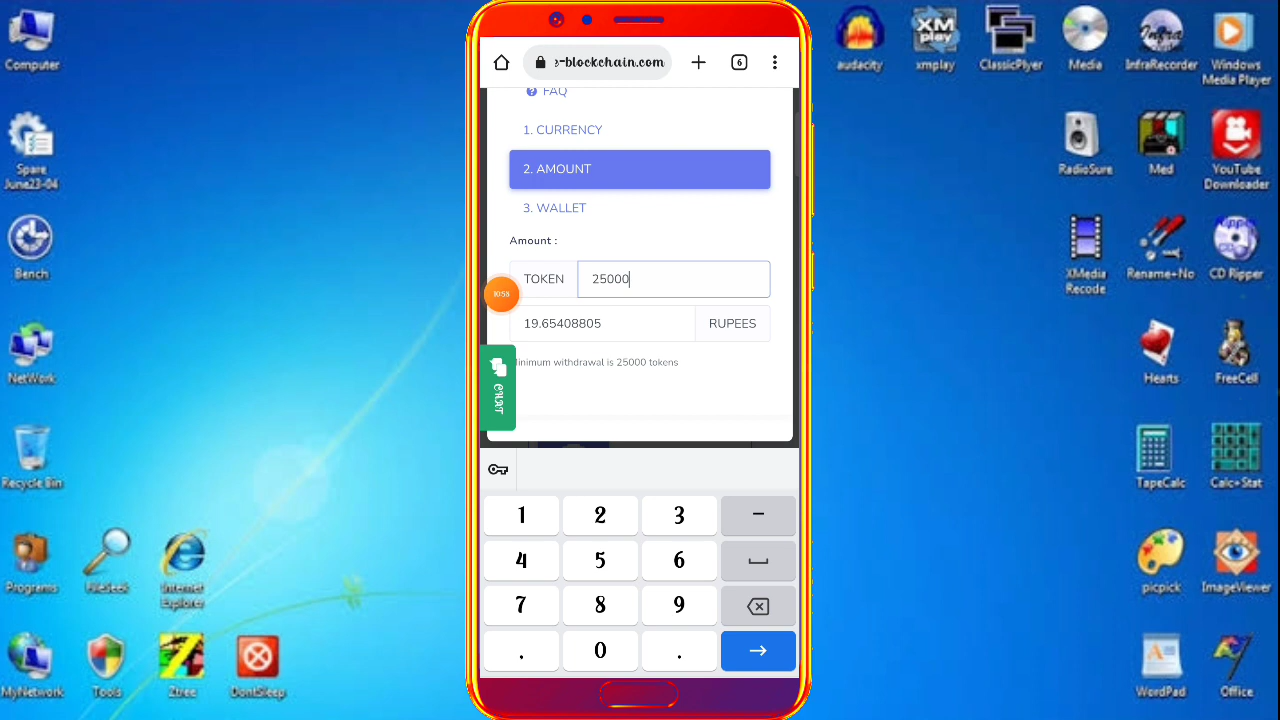 Computer
Spare
June23-04
Bench
NetWork
Recycle Bin
Programs
FileSeek
Internet
Explorer
MyNetwork
Tools
Ztree
DontSleep
e-blockchain.com
6
FAQ
1. CURRENCY
2. AMOUNT
3. WALLET
Amount :
TOKEN
25000
19.65408805
RUPEES
inimum withdrawal is 25000 tokens
1
2
3
-
4
5
6
7
8
9
.
0
.
audacity
XM
play
xmplay
ClassicPlyer
Media
Infra
InfraRecorder
Windows
Media Player
RadioSure
Med
YouTube
Downloader
XMedia
Recode
Rename+No
CD Ripper
Hearts
FreeCell
TapeCalc
Calc+Stat
picpick
ImageViewer
WordPad
Office